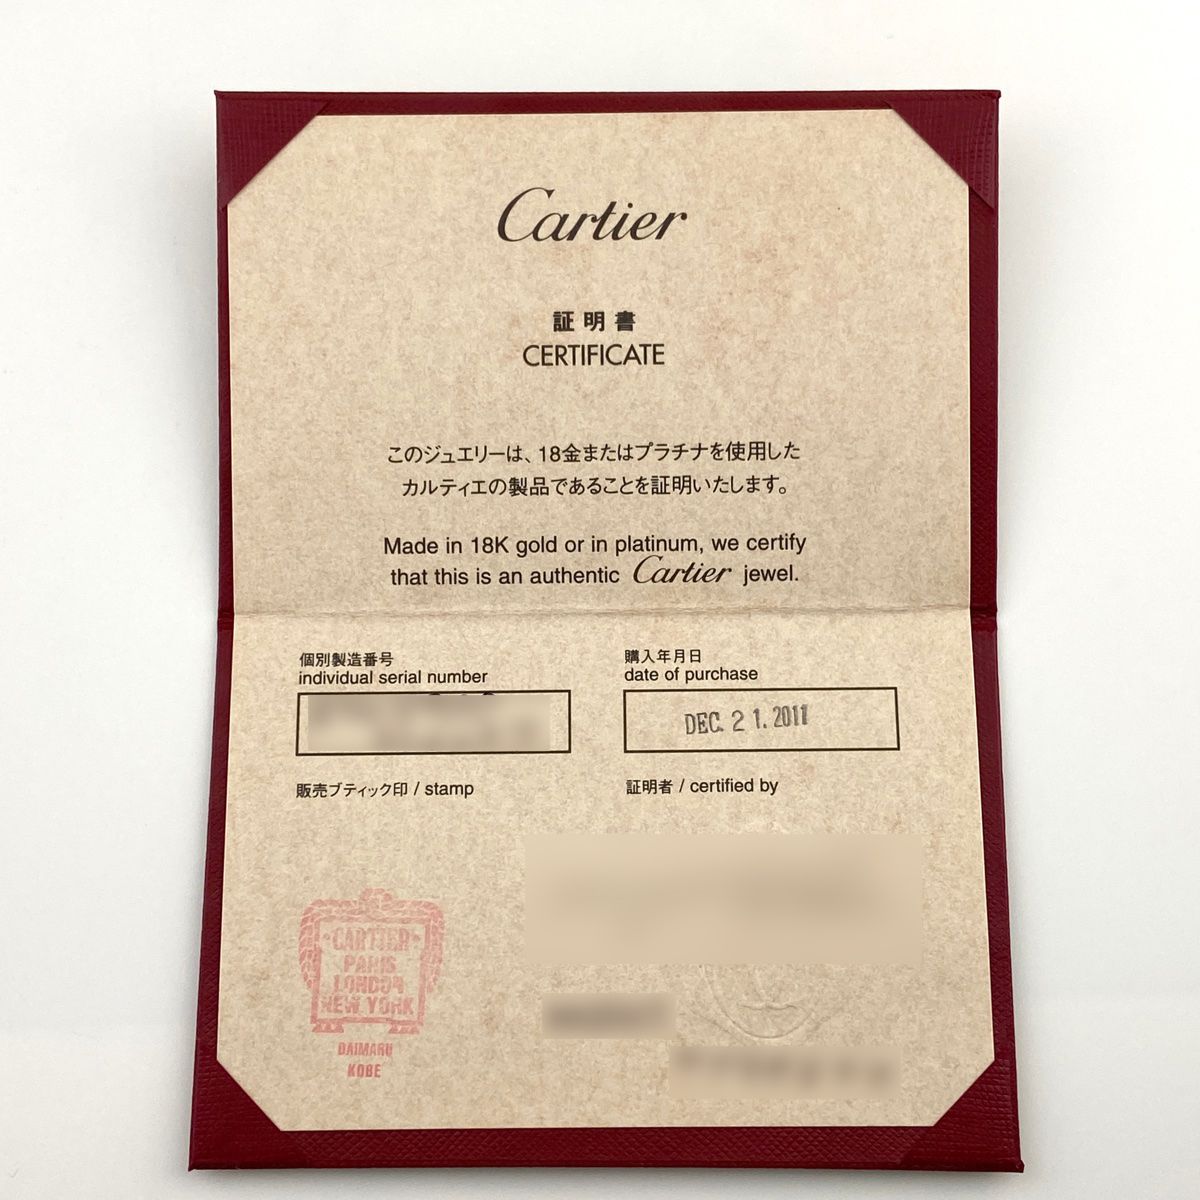 Cartier
証明書
CERTIFICATE
このジュエリーは、18金またはプラチナを使用した
カルティエの製品であることを証明いたします。
Made in 18K gold or in platinum, we certify
that this is an authentic Cartier jewel.
個別製造番号
individual serial number
購入年月日
date of purchase
DEC. 21. 2011
販売ブティック印 / stamp
証明者 / certified by
CARTIER
PARIS
LONDON
NEW YORK
DAIMARU
KOBE